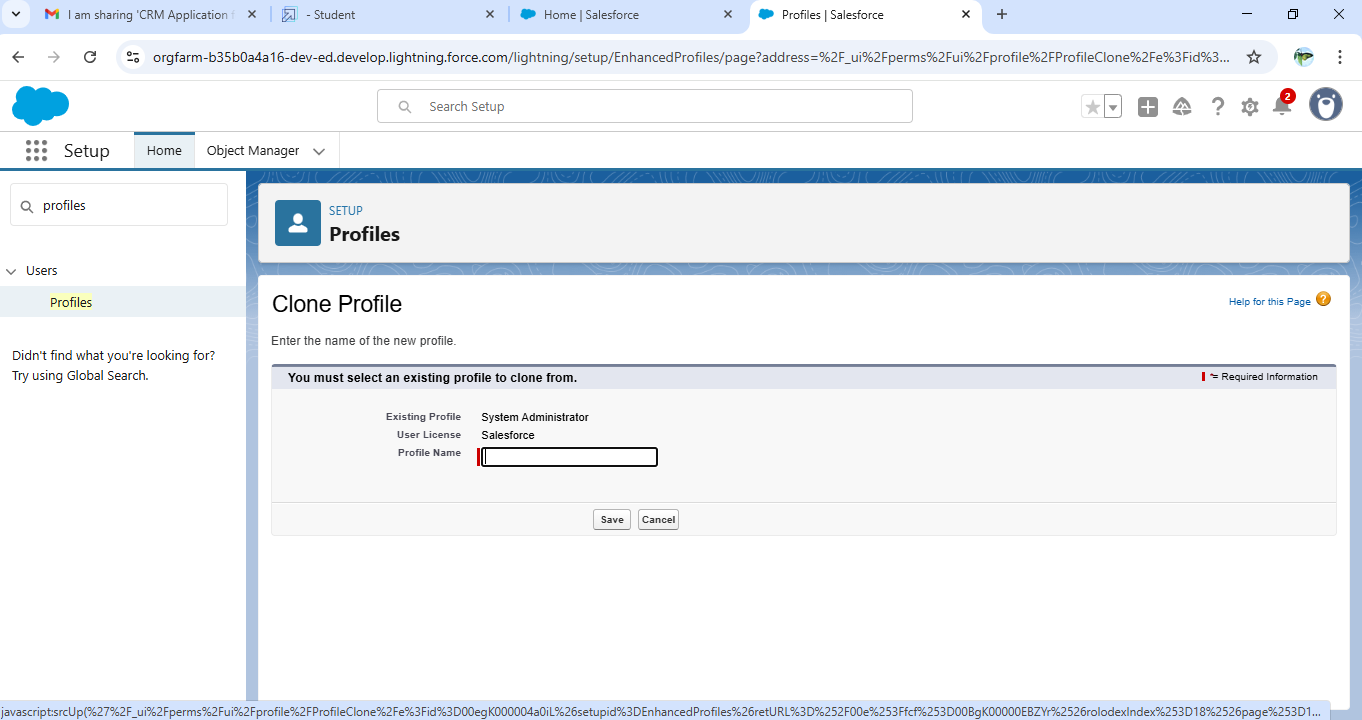 I am sharing 'CRM Application f
- Student
Home | Salesforce
Profiles | Salesforce
orgfarm-b35b0a4a16-dev-ed.develop.lightning.force.com/lightning/setup/EnhancedProfiles/page?address=%2F_ui%2Fperms%2Fui%2Fprofile%2FProfileClone%2Fe%3Fid%3...
Search Setup
2
Setup
Home
Object Manager
profiles
Users
Profiles
Didn't find what you're looking for?
Try using Global Search.
SETUP
Profiles
Clone Profile
Help for this Page ?
Enter the name of the new profile.
You must select an existing profile to clone from.
*= Required Information
Existing Profile System Administrator
User License Salesforce
Profile Name
Save Cancel
javascript:srcUp(%27%2F_ui%2Fperms%2Fui%2Fprofile%2FProfileClone%2Fe%3Fid%3D00egK000004a0iL%26setupid%3DEnhancedProfiles%26retURL%3D%252F00e%253Ffcf%253D00BgK00000EBZYr%2526rolodexIndex%253D18%2526page%253D1...